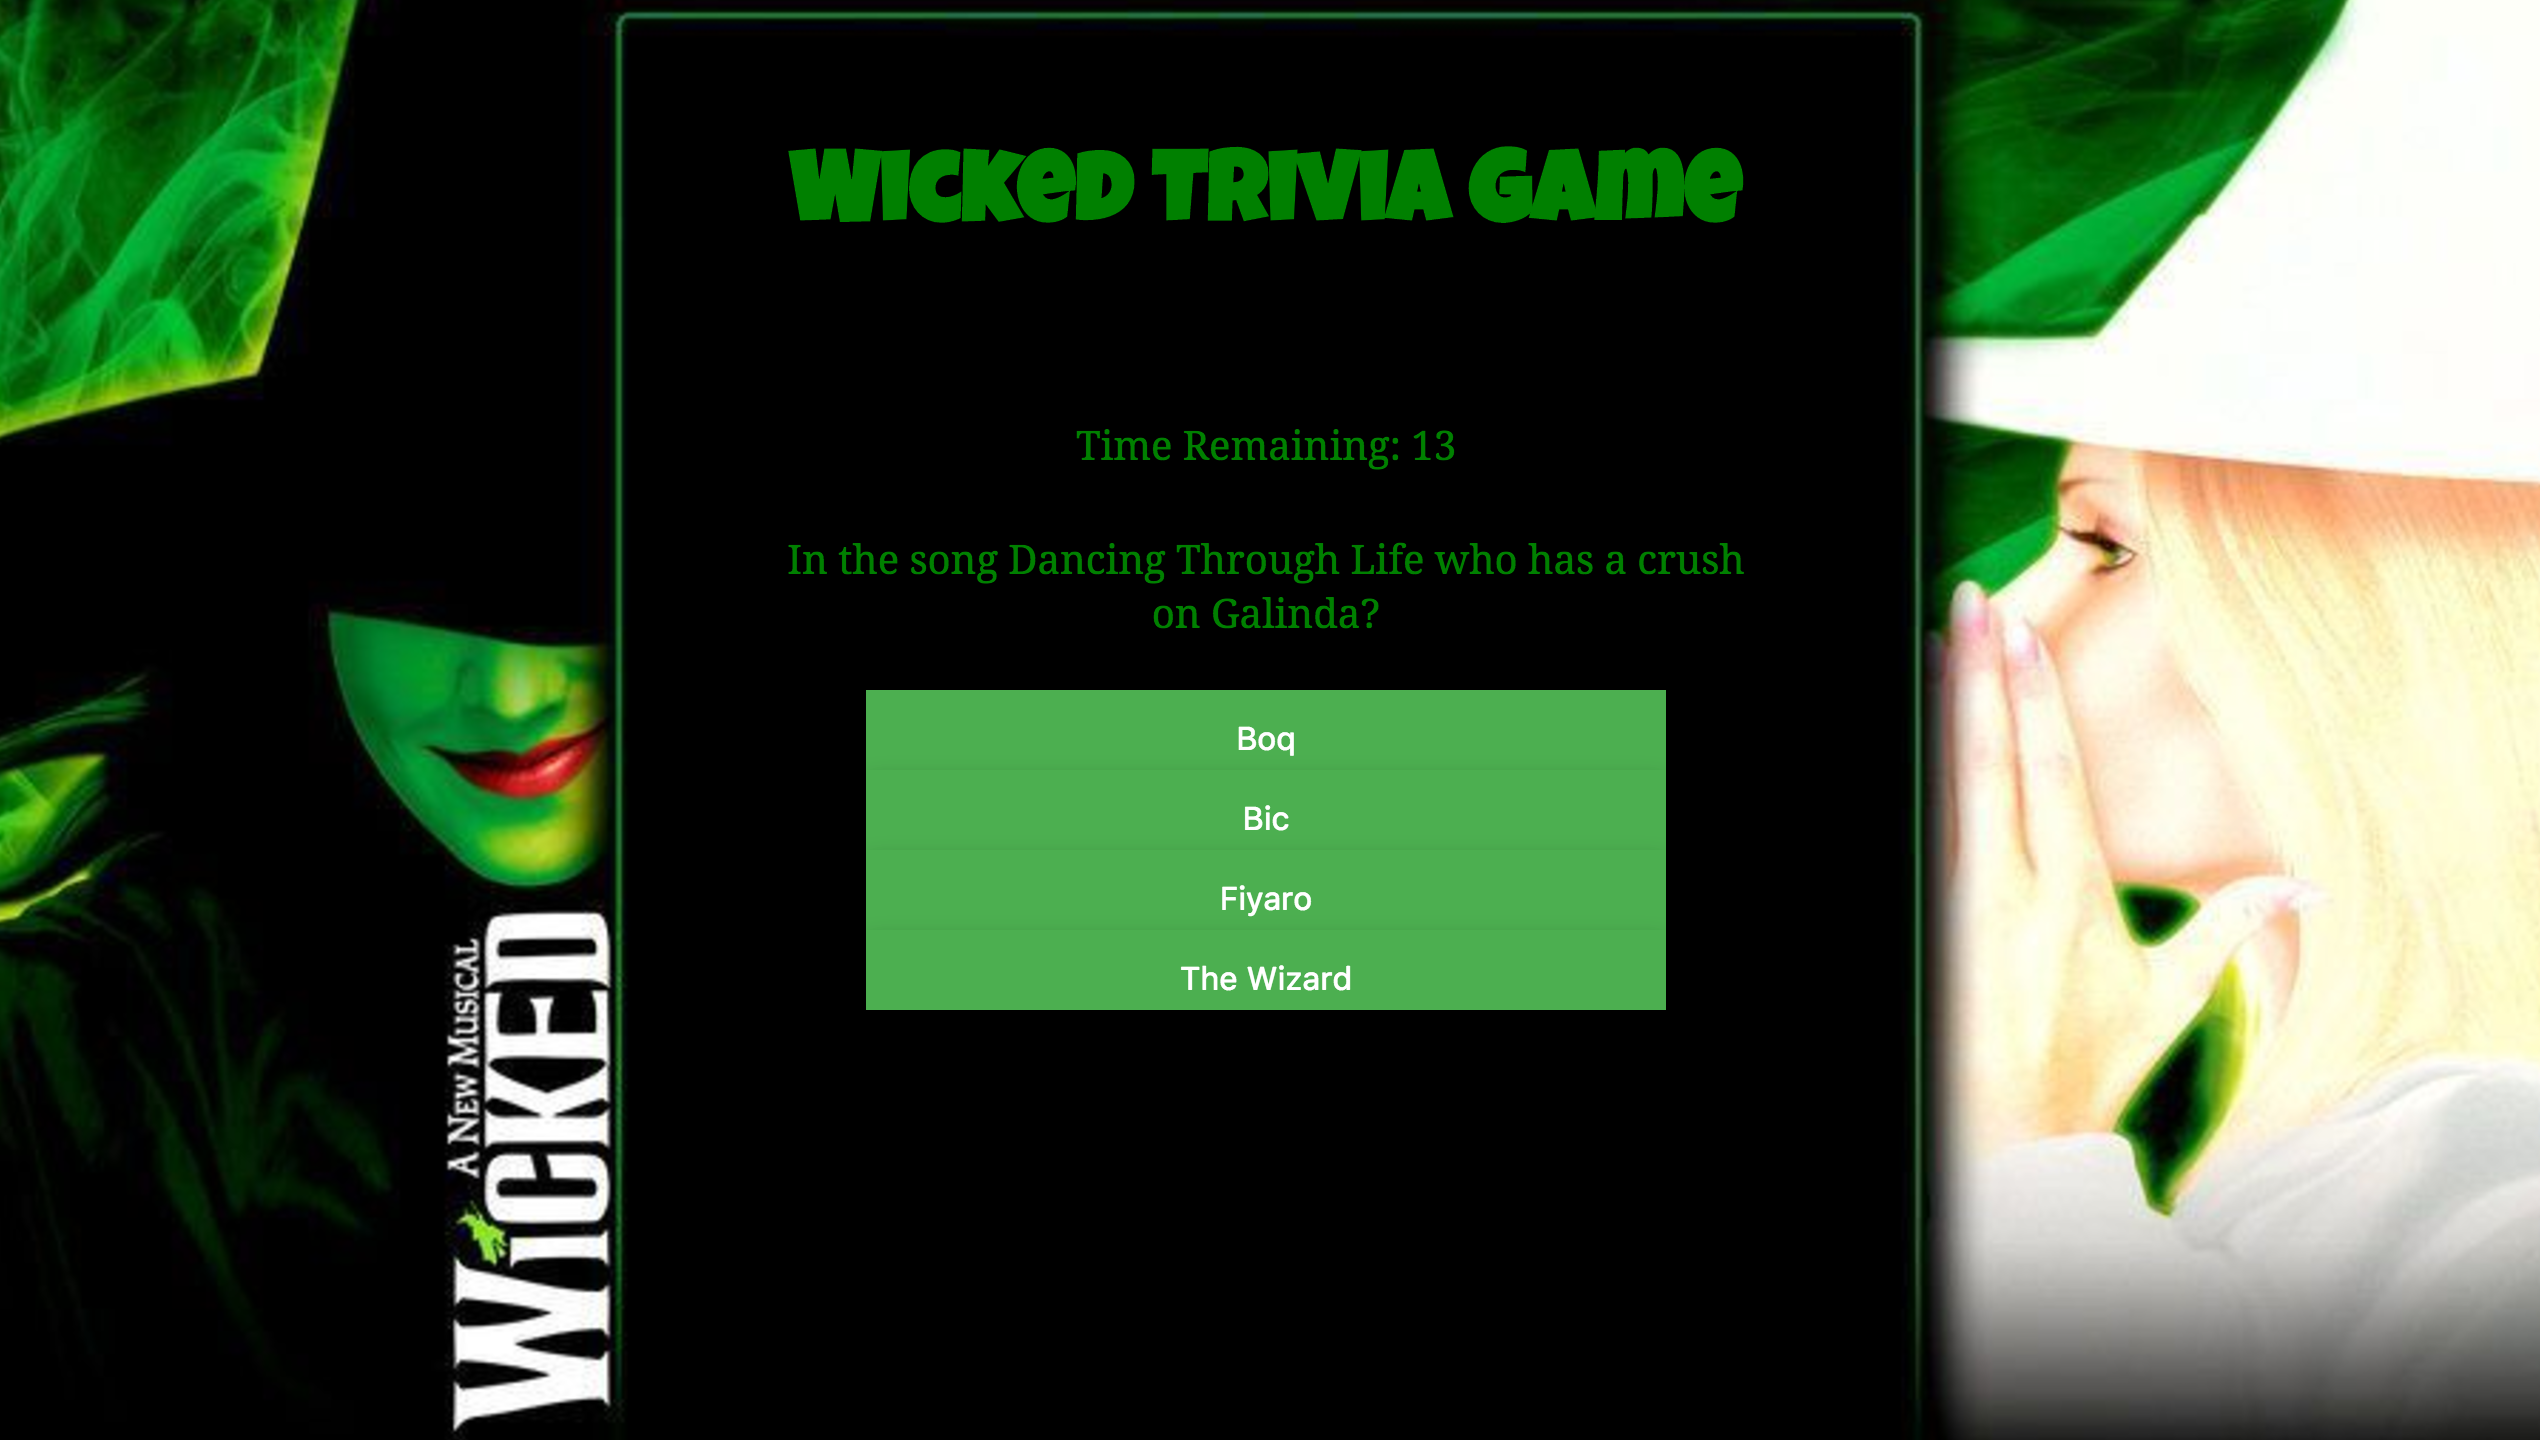 WICKED TRIVIA GAME
Time Remaining: 13
In the song Dancing Through Life who has a crush
on Galinda?
Boq
Bic
Fiyaro
The Wizard
A NEW MUSICAL
WICKED